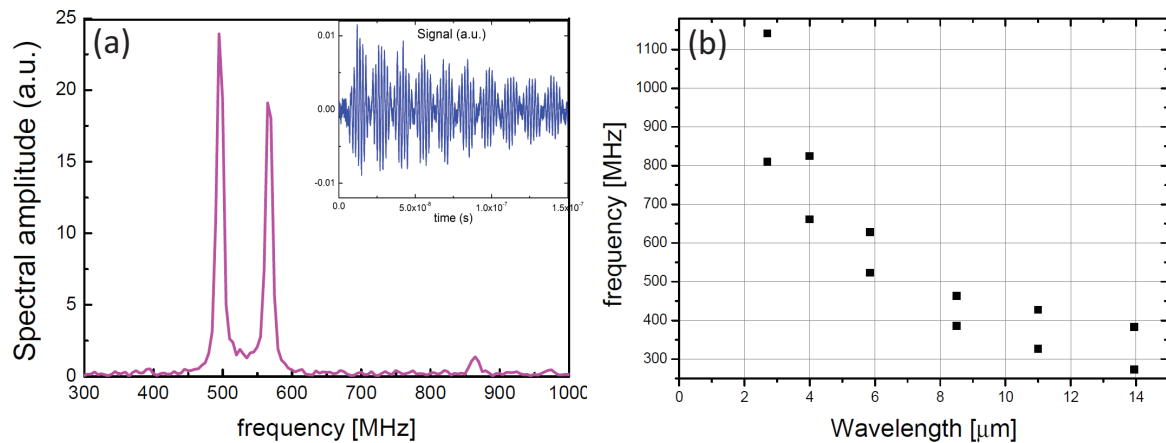 (a)
Spectral amplitude (a.u.)
25
20
15
10
5
0
300 400 500 600 700 800 900 1000
frequency [MHz]
Signal (a.u.)
0.01
0.00
-0.01
0.0 5.0x10⁻⁸ 1.0x10⁻⁷ 1.5x10⁻⁷
time (s)
(b)
frequency [MHz]
1100
1000
900
800
700
600
500
400
300
0 2 4 6 8 10 12 14
Wavelength [μm]